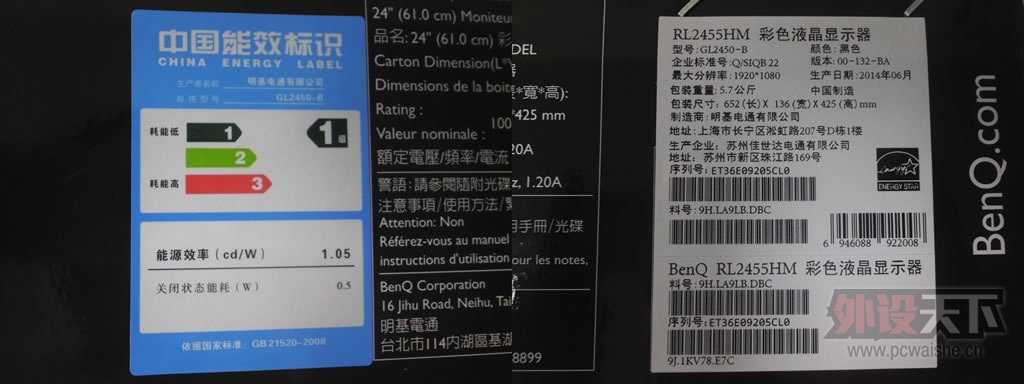 中国能效标识
CHINA ENERGY LABEL
生产者名称 明基电通有限公司
规格型号 GL2450-B
耗能低
1
2
3
耗能高
1级
能源效率 (cd/W) 1.05
关闭状态能耗 (W) 0.5
依据国家标准: GB21520-2008
24" (61.0 cm) Moniteu
品名: 24" (61.0 cm) 彩
Carton Dimension(L*
Dimensions de la boit
Rating :
100
Valeur nominale :
額定電壓/頻率/電流
警語:請參閱隨附光碟
注意事項/使用方法/緊
Attention: Non
Référez-vous au manuel
instructions d'utilisation
BenQ Corporation
16 Jihu Road, Neihu, Tai
明基電通
台北市114內湖區基湖
DEL
*寬*高):
*425 mm
0A
z, 1.20A
用手冊/光碟
our les notes,
8899
RL2455HM 彩色液晶显示器
型号:GL2450-B 颜色:黑色
企业标准号:Q/SIQB 22 版本:00-132-BA
最大分辨率:1920*1080 生产日期:2014年06月
包装重量:5.7公斤 中国制造
包装尺寸:652(长)X 136(宽)X 425(高)mm
制造商:明基电通有限公司
地址:上海市长宁区淞虹路207号D栋1楼
生产企业: 苏州佳世达电通有限公司
地址:苏州市新区珠江路169号
序列号:ET36E09205CL0
energy
ENERGY STAR
料号:9H.LA9LB.DBC
6 946088 922008
BenQ RL2455HM 彩色液晶显示器
料号:9H.LA9LB.DBC
序列号:ET36E09205CL0
9J.1KV78.E7C
BenQ.com
外设天下
www.pcwaishe.cn